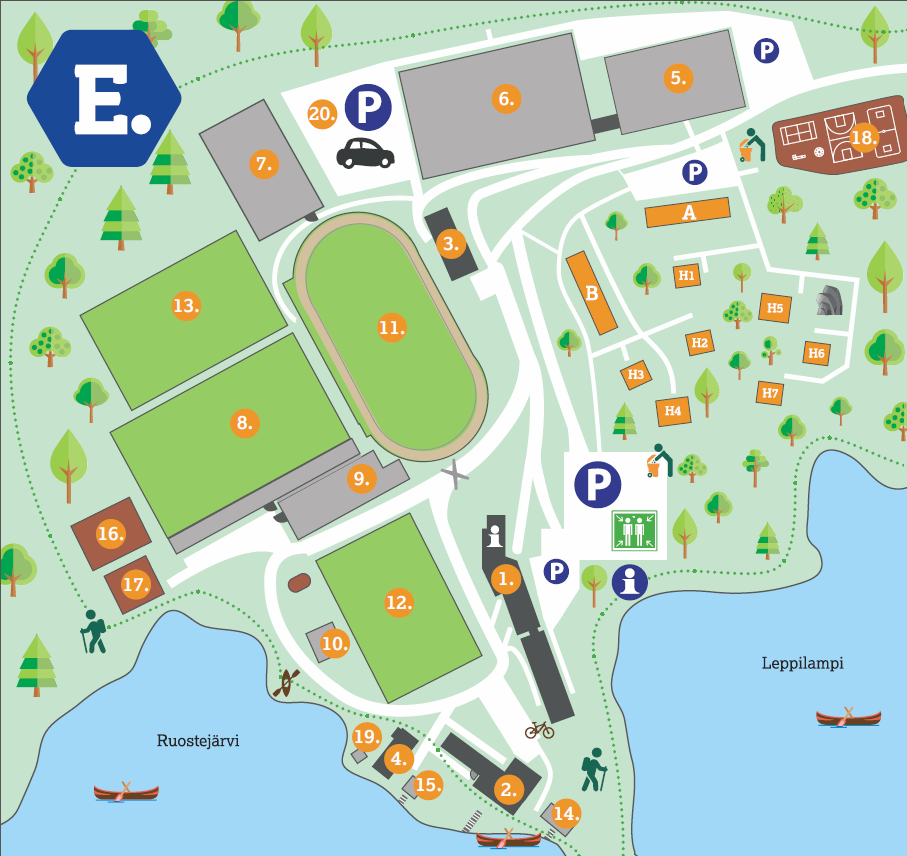 E.
P
5.
6.
20.
P
18.
7.
P
A
3.
H1
13.
B
H5
11.
H2
H6
H3
H7
H4
8.
9.
P
i
16.
17.
1.
P
i
12.
10.
Leppilampi
Ruostejärvi
19.
4.
15.
2.
14.